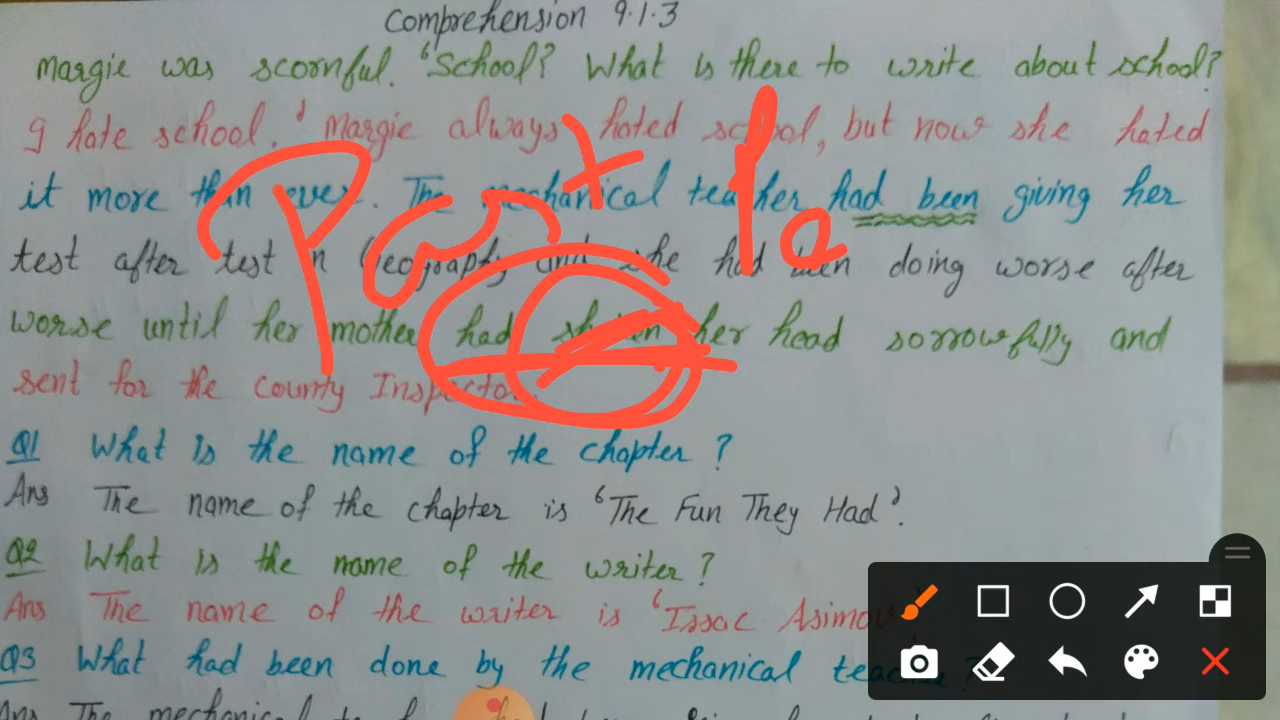 Comprehension 9.1.3
Margie was scornful. 'School? What is there to write about school?
I hate school.' Margie always hated school, but now she hated
it more than ever. The mechanical teacher had been giving her
test after test in Geography and she had been doing worse after
worse until her mother had shaken her head sorrowfully and
sent for the County Inspector.
Past
Q1 What is the name of the chapter ?
Ans The name of the chapter is 'The Fun They Had'.
Q2 What is the name of the writer ?
Ans The name of the writer is 'Issac Asimov'
Q3 What had been done by the mechanical teacher ?
Ans The mechanical